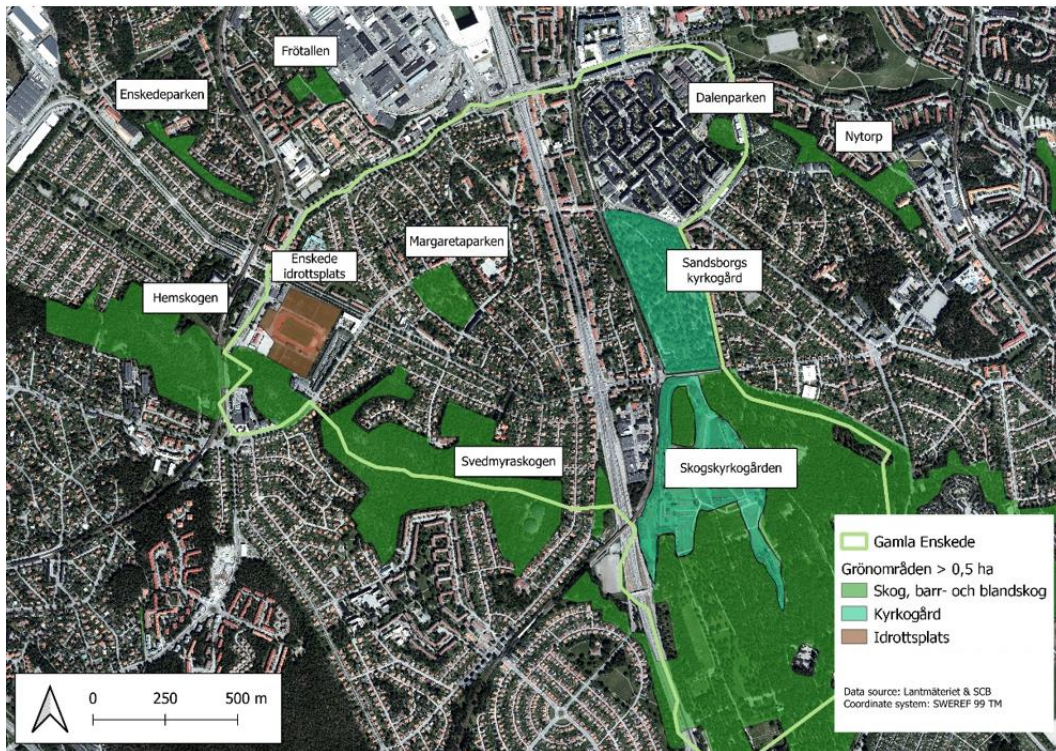 Frötallen
Enskedeparken
Dalenparken
Nytorp
Margaretaparken
Enskede
idrottsplats
Sandsborgs
kyrkogård
Hemskogen
Svedmyraskogen
Skogskyrkogården
Gamla Enskede
Grönområden > 0,5 ha
Skog, barr- och blandskog
Kyrkogård
Idrottsplats
Data source: Lantmäteriet & SCB
Coordinate system: SWEREF 99 TM
0 250 500 m